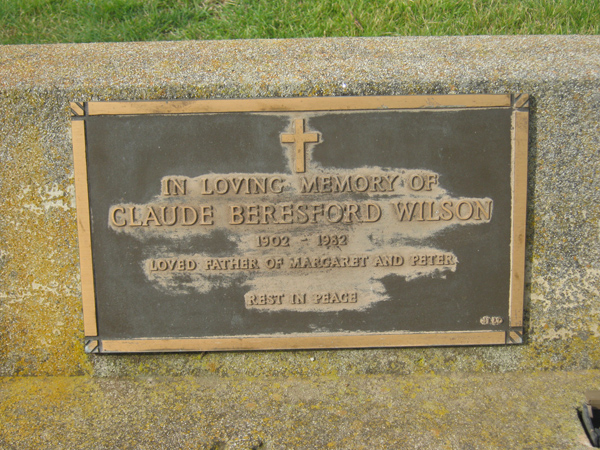 IN LOVING MEMORY OF
CLAUDE BERESFORD WILSON
1902 - 1982
LOVED FATHER OF MARGARET AND PETER
REST IN PEACE